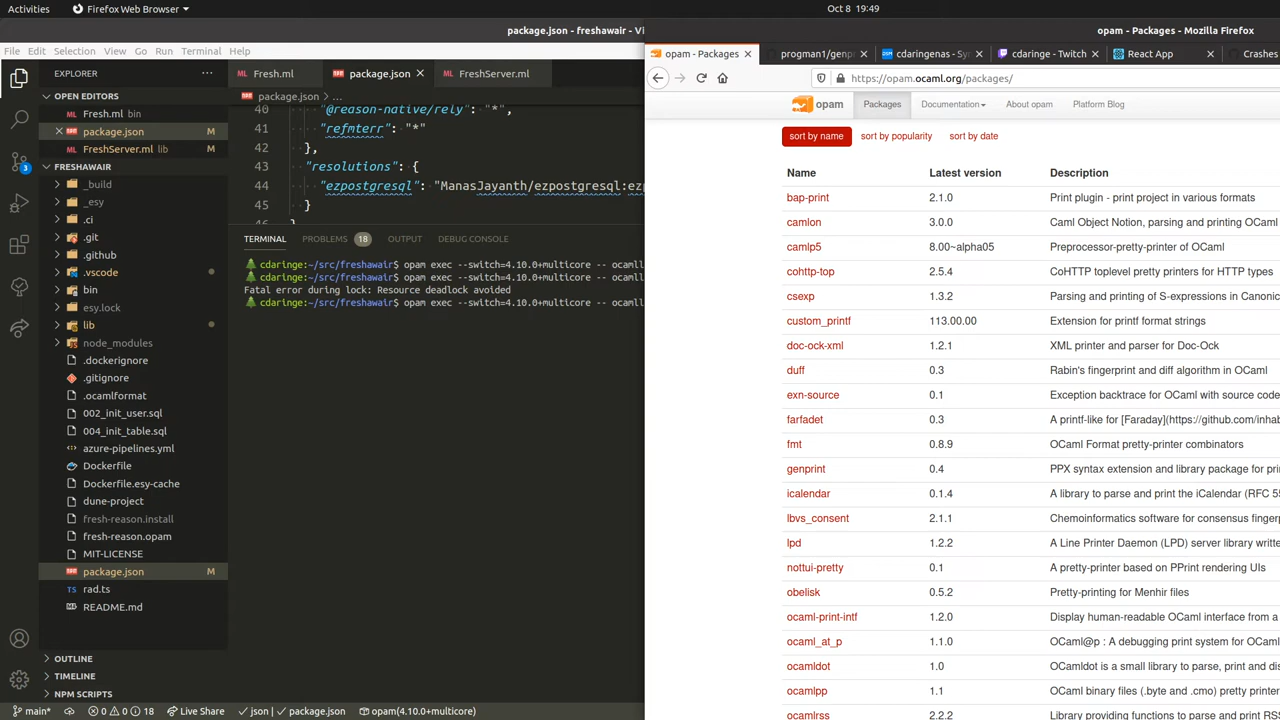 Activities
Firefox Web Browser
Oct 8 19:49
package.json - freshawair - Vi
opam - Packages - Mozilla Firefox
File Edit Selection View Go Run Terminal Help
EXPLORER
OPEN EDITORS
Fresh.ml bin
package.json M
FreshServer.ml lib M
FRESHAWAIR
_build
_esy
.ci
.git
.github
.vscode
bin
esy.lock
lib
node_modules
.dockerignore
.gitignore
.ocamlformat
002_init_user.sql
004_init_table.sql
azure-pipelines.yml
Dockerfile
Dockerfile.esy-cache
dune-project
fresh-reason.install
fresh-reason.opam
MIT-LICENSE
package.json M
rad.ts
README.md
OUTLINE
TIMELINE
NPM SCRIPTS
3
Fresh.ml
package.json
FreshServer.ml
package.json ...
40 "@reason-native/rely": "*",
41 "refmterr": "*"
42 },
43 "resolutions": {
44 "ezpostgresql": "ManasJayanth/ezpostgresql:ezp
45 }
46 }
TERMINAL PROBLEMS 18 OUTPUT DEBUG CONSOLE
cdaringe:~/src/freshawair$ opam exec --switch=4.10.0+multicore -- ocamll
cdaringe:~/src/freshawair$ opam exec --switch=4.10.0+multicore -- ocamll
Fatal error during lock: Resource deadlock avoided
cdaringe:~/src/freshawair$ opam exec --switch=4.10.0+multicore -- ocamll
main* 0 0 18 Live Share json | package.json opam(4.10.0+multicore)
opam - Packages
progman1/genpr
cdaringenas - Sy
cdaringe - Twitch
React App
Crashes
https://opam.ocaml.org/packages/
opam Packages Documentation About opam Platform Blog
sort by name sort by popularity sort by date
Name Latest version Description
bap-print 2.1.0 Print plugin - print project in various formats
camlon 3.0.0 Caml Object Notion, parsing and printing OCaml
camlp5 8.00~alpha05 Preprocessor-pretty-printer of OCaml
cohttp-top 2.5.4 CoHTTP toplevel pretty printers for HTTP types
csexp 1.3.2 Parsing and printing of S-expressions in Canonic
custom_printf 113.00.00 Extension for printf format strings
doc-ock-xml 1.2.1 XML printer and parser for Doc-Ock
duff 0.3 Rabin's fingerprint and diff algorithm in OCaml
exn-source 0.1 Exception backtrace for OCaml with source code
farfadet 0.3 A printf-like for [Faraday](https://github.com/inhab
fmt 0.8.9 OCaml Format pretty-printer combinators
genprint 0.4 PPX syntax extension and library package for prin
icalendar 0.1.4 A library to parse and print the iCalendar (RFC 55
lbvs_consent 2.1.1 Chemoinformatics software for consensus fingerp
lpd 1.2.2 A Line Printer Daemon (LPD) server library writte
nottui-pretty 0.1 A pretty-printer based on PPrint rendering UIs
obelisk 0.5.2 Pretty-printing for Menhir files
ocaml-print-intf 1.2.0 Display human-readable OCaml interface from a
ocaml_at_p 1.1.0 OCaml@p : A debugging print system for OCaml
ocamldot 1.0 Ocamldot is a small library to parse, print and dis
ocamlpp 1.1 OCaml binary files (.byte and .cmo) pretty printer
ocamlrss 2.2.2 Library providing functions to parse and print RSS